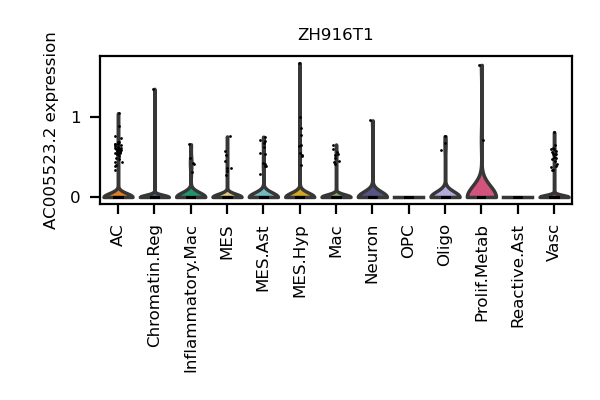 ZH916T1
AC005523.2 expression
1
0
AC
Chromatin.Reg
Inflammatory.Mac
MES
MES.Ast
MES.Hyp
Mac
Neuron
OPC
Oligo
Prolif.Metab
Reactive.Ast
Vasc